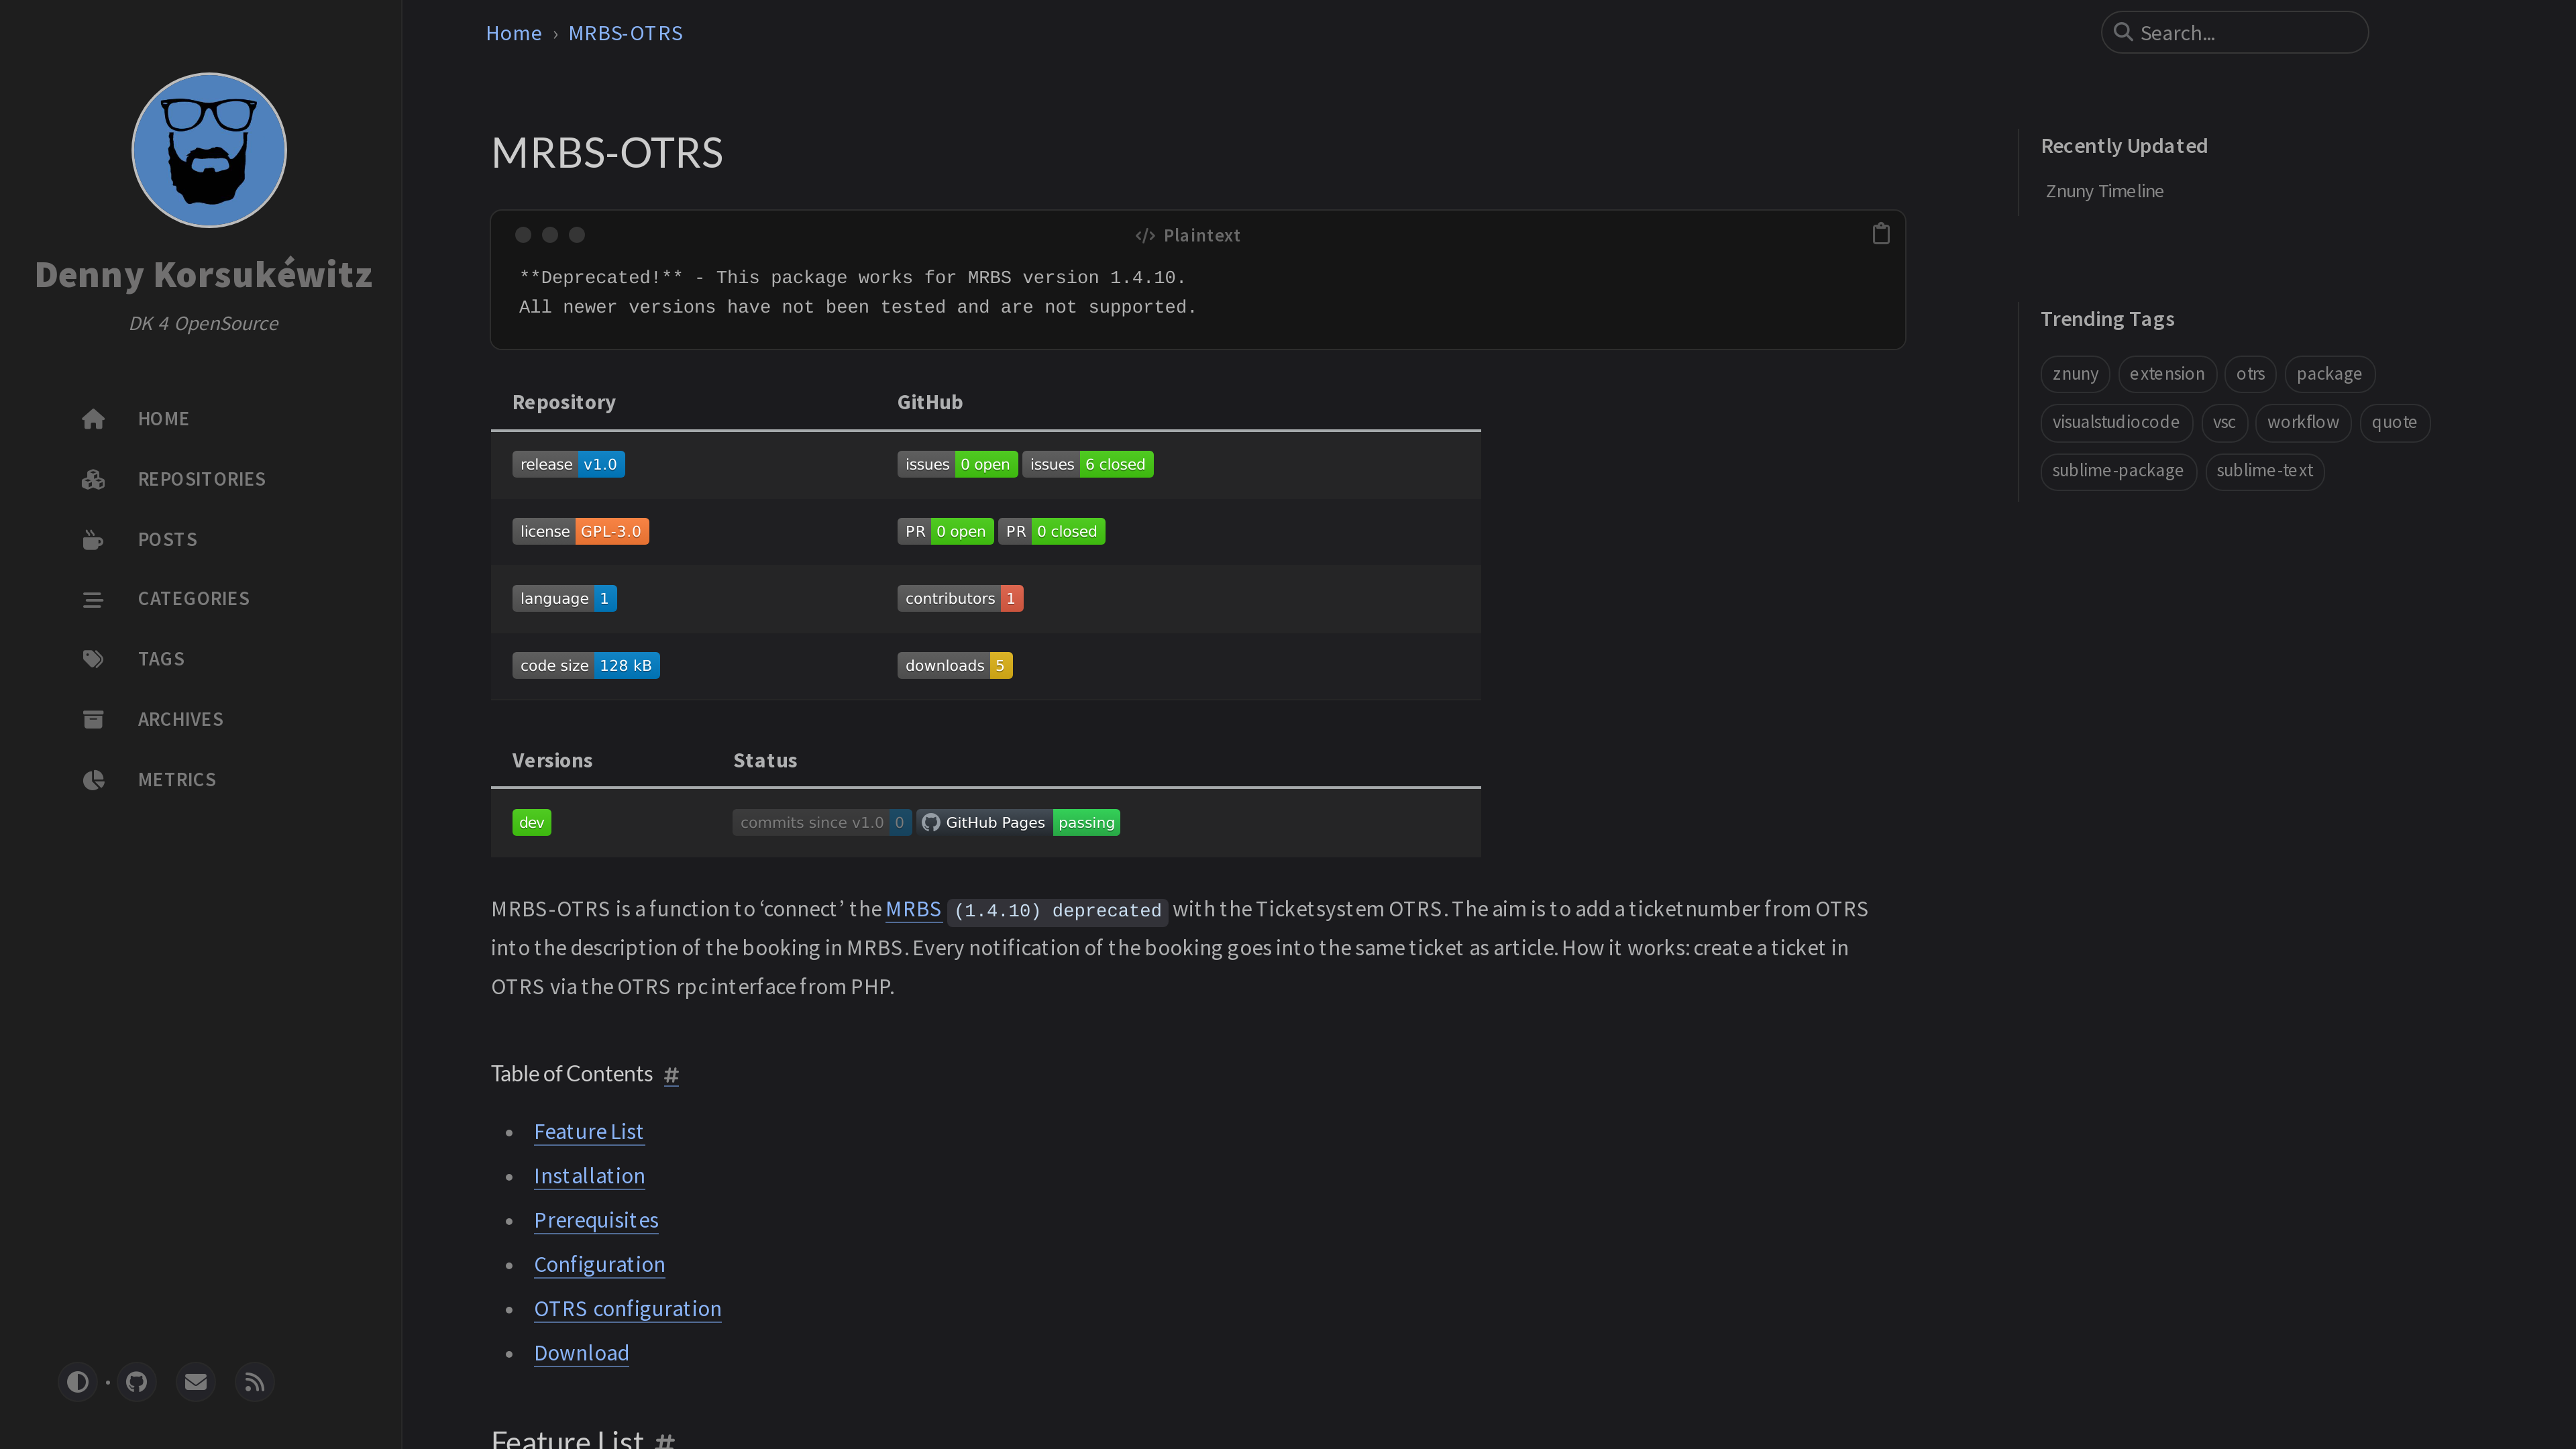 Denny Korsukéwitz
DK 4 OpenSource
HOME
REPOSITORIES
POSTS
CATEGORIES
TAGS
ARCHIVES
METRICS
Home › MRBS-OTRS
Search...
MRBS-OTRS
Plaintext
**Deprecated!** - This package works for MRBS version 1.4.10.
All newer versions have not been tested and are not supported.
Repository GitHub
release v1.0 issues 0 open issues 6 closed
license GPL-3.0 PR 0 open PR 0 closed
language 1 contributors 1
code size 128 kB downloads 5
Versions Status
dev commits since v1.0 0 GitHub Pages passing
MRBS-OTRS is a function to ‘connect’ the MRBS (1.4.10) deprecated with the Ticketsystem OTRS. The aim is to add a ticketnumber from OTRS
into the description of the booking in MRBS. Every notification of the booking goes into the same ticket as article. How it works: create a ticket in
OTRS via the OTRS rpc interface from PHP.
Table of Contents #
Feature List
Installation
Prerequisites
Configuration
OTRS configuration
Download
Feature List #
Recently Updated
Znuny Timeline
Trending Tags
znuny extension otrs package
visualstudiocode vsc workflow quote
sublime-package sublime-text